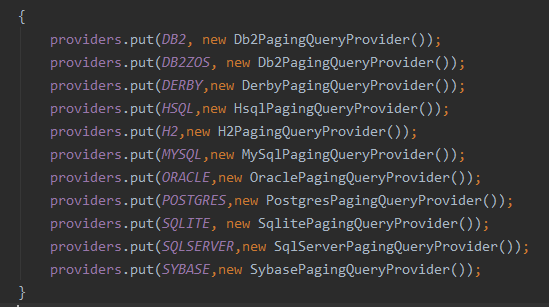 {
providers.put(DB2, new Db2PagingQueryProvider());
providers.put(DB2ZOS, new Db2PagingQueryProvider());
providers.put(DERBY,new DerbyPagingQueryProvider());
providers.put(HSQL,new HsqlPagingQueryProvider());
providers.put(H2,new H2PagingQueryProvider());
providers.put(MYSQL,new MySqlPagingQueryProvider());
providers.put(ORACLE,new OraclePagingQueryProvider());
providers.put(POSTGRES,new PostgresPagingQueryProvider());
providers.put(SQLITE, new SqlitePagingQueryProvider());
providers.put(SQLSERVER,new SqlServerPagingQueryProvider());
providers.put(SYBASE,new SybasePagingQueryProvider());
}